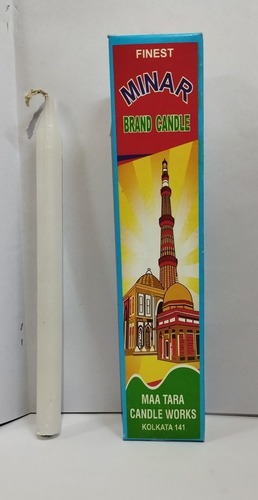 FINEST
MINAR
BRAND CANDLE
MAA TARA
CANDLE WORKS
KOLKATA 141